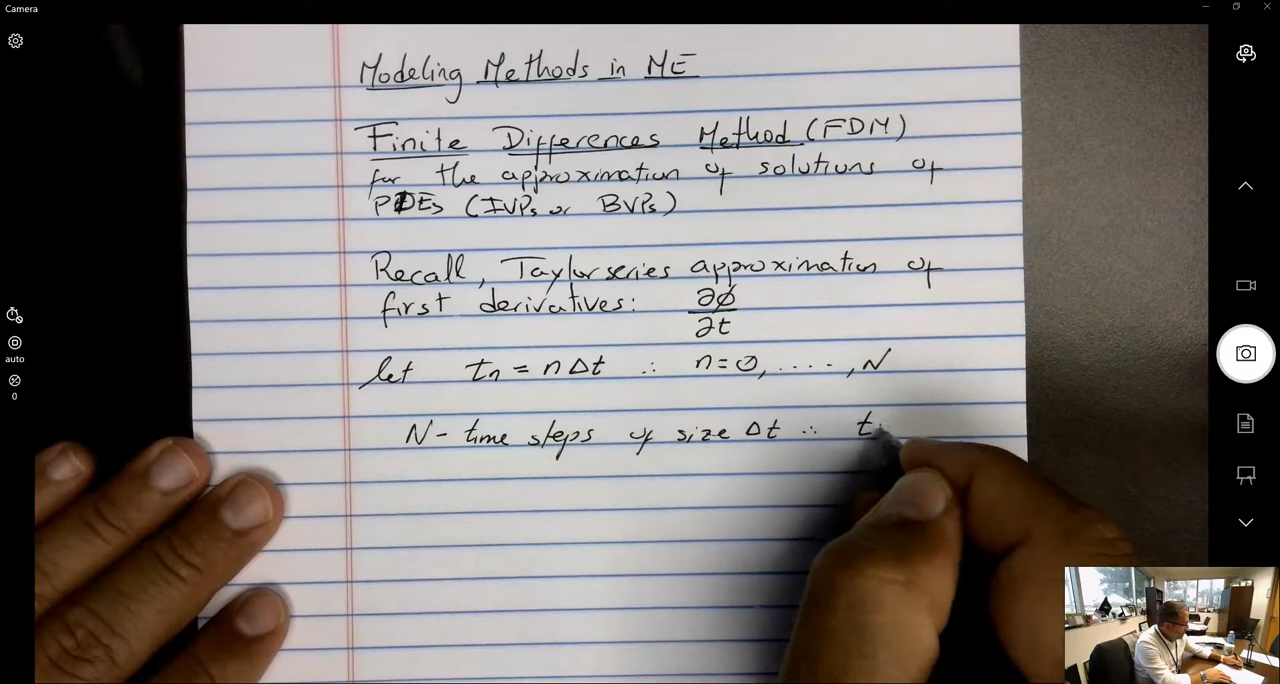 Camera
Modeling Methods in ME
Finite Differences Method (FDM)
for the approximation of solutions of
PDEs (IVPs or BVPs)
Recall, Taylor series approximation of
first derivatives: ∂ϕ/∂t
let tn = n Δt ∴ n=0, ....., N
N - time steps of size Δt ∴ t
auto
0